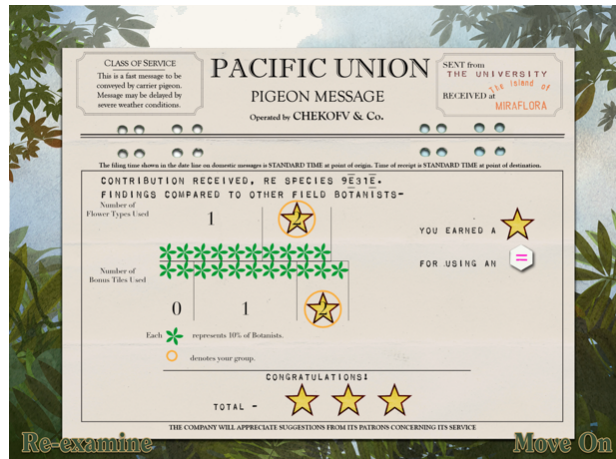 CLASS OF SERVICE
This is a fast message to be
conveyed by carrier pigeon.
Message may be delayed by
severe weather conditions.
PACIFIC UNION
PIGEON MESSAGE
Operated by CHEKOFV & Co.
SENT from
THE UNIVERSITY
The Island of
RECEIVED at
MIRAFLORA
The filing time shown in the date line on domestic messages is STANDARD TIME at point of origin. Time of receipt is STANDARD TIME at point of destination.
CONTRIBUTION RECEIVED, RE SPECIES 9E31E-
FINDINGS COMPARED TO OTHER FIELD BOTANISTS-
Number of
Flower Types Used
1
2
YOU EARNED A
FOR USING AN =
Number of
Bonus Tiles Used
0 1 2
Each represents 10% of Botanists.
denotes your group.
CONGRATULATIONS!
TOTAL -
THE COMPANY WILL APPRECIATE SUGGESTIONS FROM ITS PATRONS CONCERNING ITS SERVICE
Re-examine
Move On